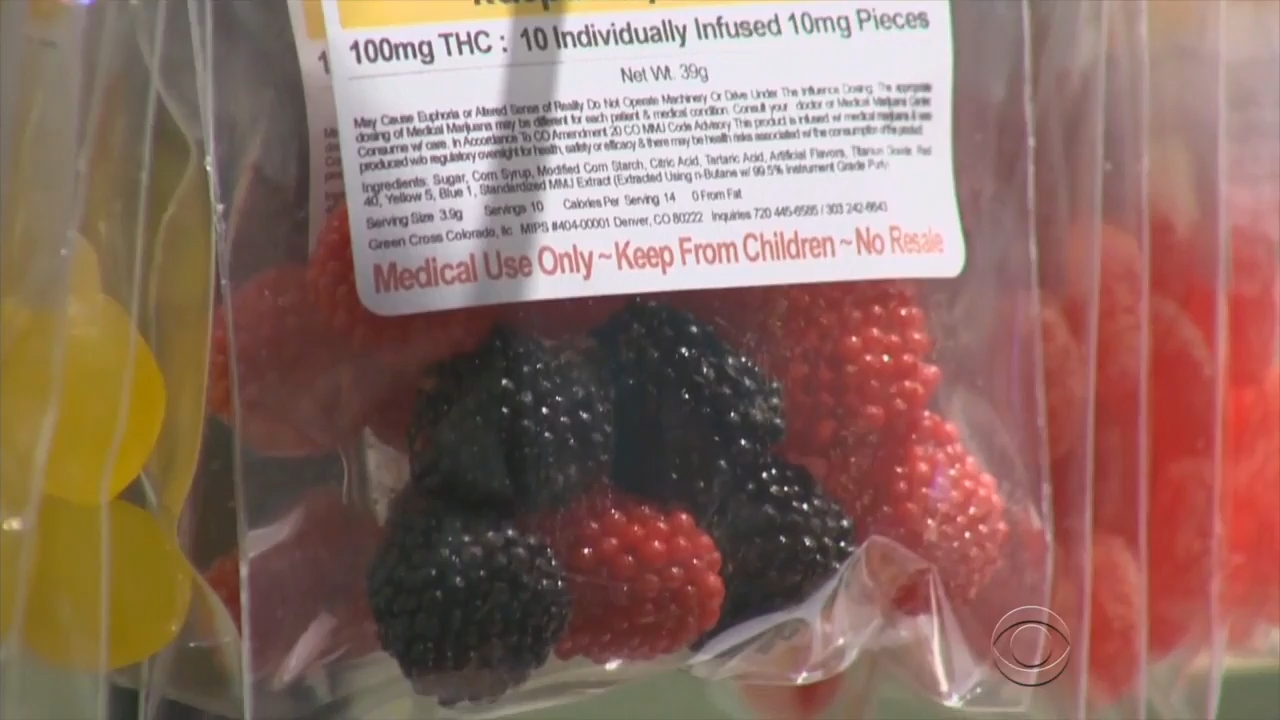 100mg THC : 10 Individually Infused 10mg Pieces
Net Wt. 39g
May Cause Euphoria or Altered Sense of Reality Do Not Operate Machinery Or Drive Under The Influence Dosing: The appropriate
dosing of Medical Marijuana may be different for each patient & medical condition. Consult your doctor or Medical Marijuana Center
Consume w/ care. In Accordance To CO Amendment 20 CO MMJ Code Advisory This product is infused w/ medical marijuana & was
produced w/o regulatory oversight for health, safety or efficacy & there may be health risks associated w/ the consumption of the product.
Ingredients: Sugar, Corn Syrup, Modified Corn Starch, Citric Acid, Tartaric Acid, Artificial Flavors, Titanium Dioxide, Red
40, Yellow 5, Blue 1, Standardized MMJ Extract (Extracted Using n-Butane w/ 99.5% Instrument Grade Purity
Serving Size 3.9g Servings 10 Calories Per Serving 14 0 From Fat
Green Cross Colorado, llc MIPS #404-00001 Denver, CO 80222 Inquiries 720 445-6585 / 303 242-8643
Medical Use Only ~ Keep From Children ~ No Resale